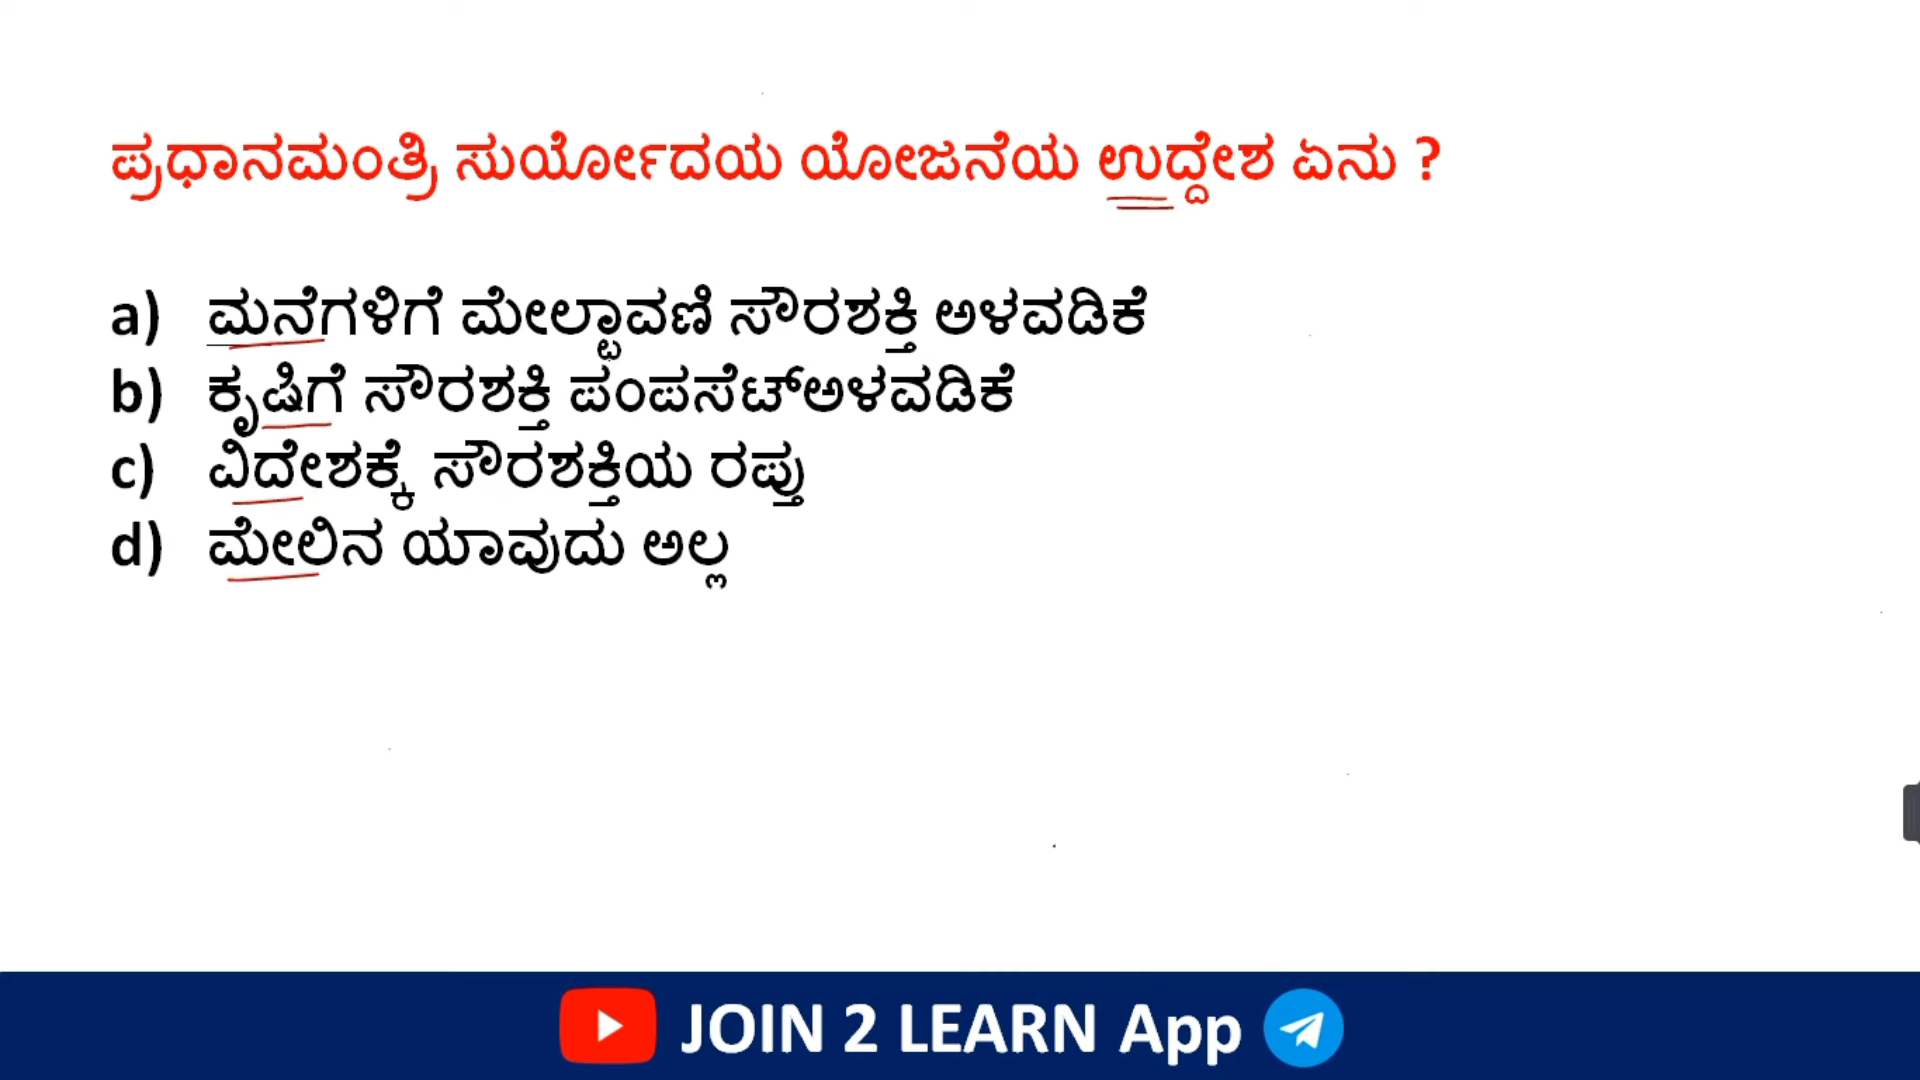 ಪ್ರಧಾನಮಂತ್ರಿ ಸುರ್ಯೋದಯ ಯೋಜನೆಯ ಉದ್ದೇಶ ಏನು ?
a) ಮನೆಗಳಿಗೆ ಮೇಲ್ಛಾವಣಿ ಸೌರಶಕ್ತಿ ಅಳವಡಿಕೆ
b) ಕೃಷಿಗೆ ಸೌರಶಕ್ತಿ ಪಂಪಸೆಟ್‌ಅಳವಡಿಕೆ
c) ವಿದೇಶಕ್ಕೆ ಸೌರಶಕ್ತಿಯ ರಫ್ತು
d) ಮೇಲಿನ ಯಾವುದು ಅಲ್ಲ
JOIN 2 LEARN App